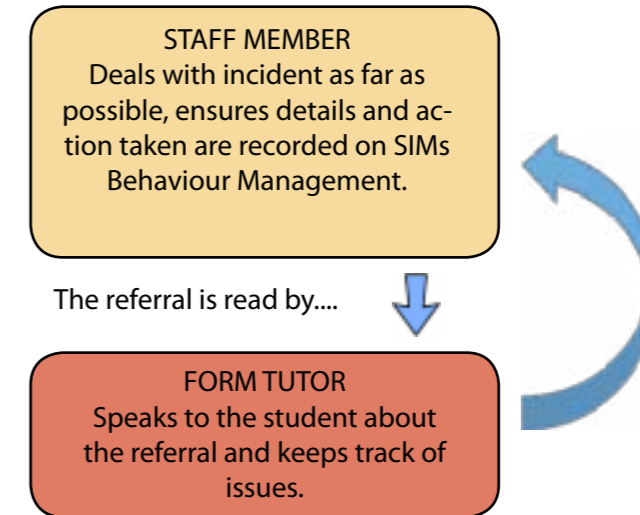 STAFF MEMBER
Deals with incident as far as
possible, ensures details and ac-
tion taken are recorded on SIMs
Behaviour Management.
The referral is read by....
FORM TUTOR
Speaks to the student about
the referral and keeps track of
issues.